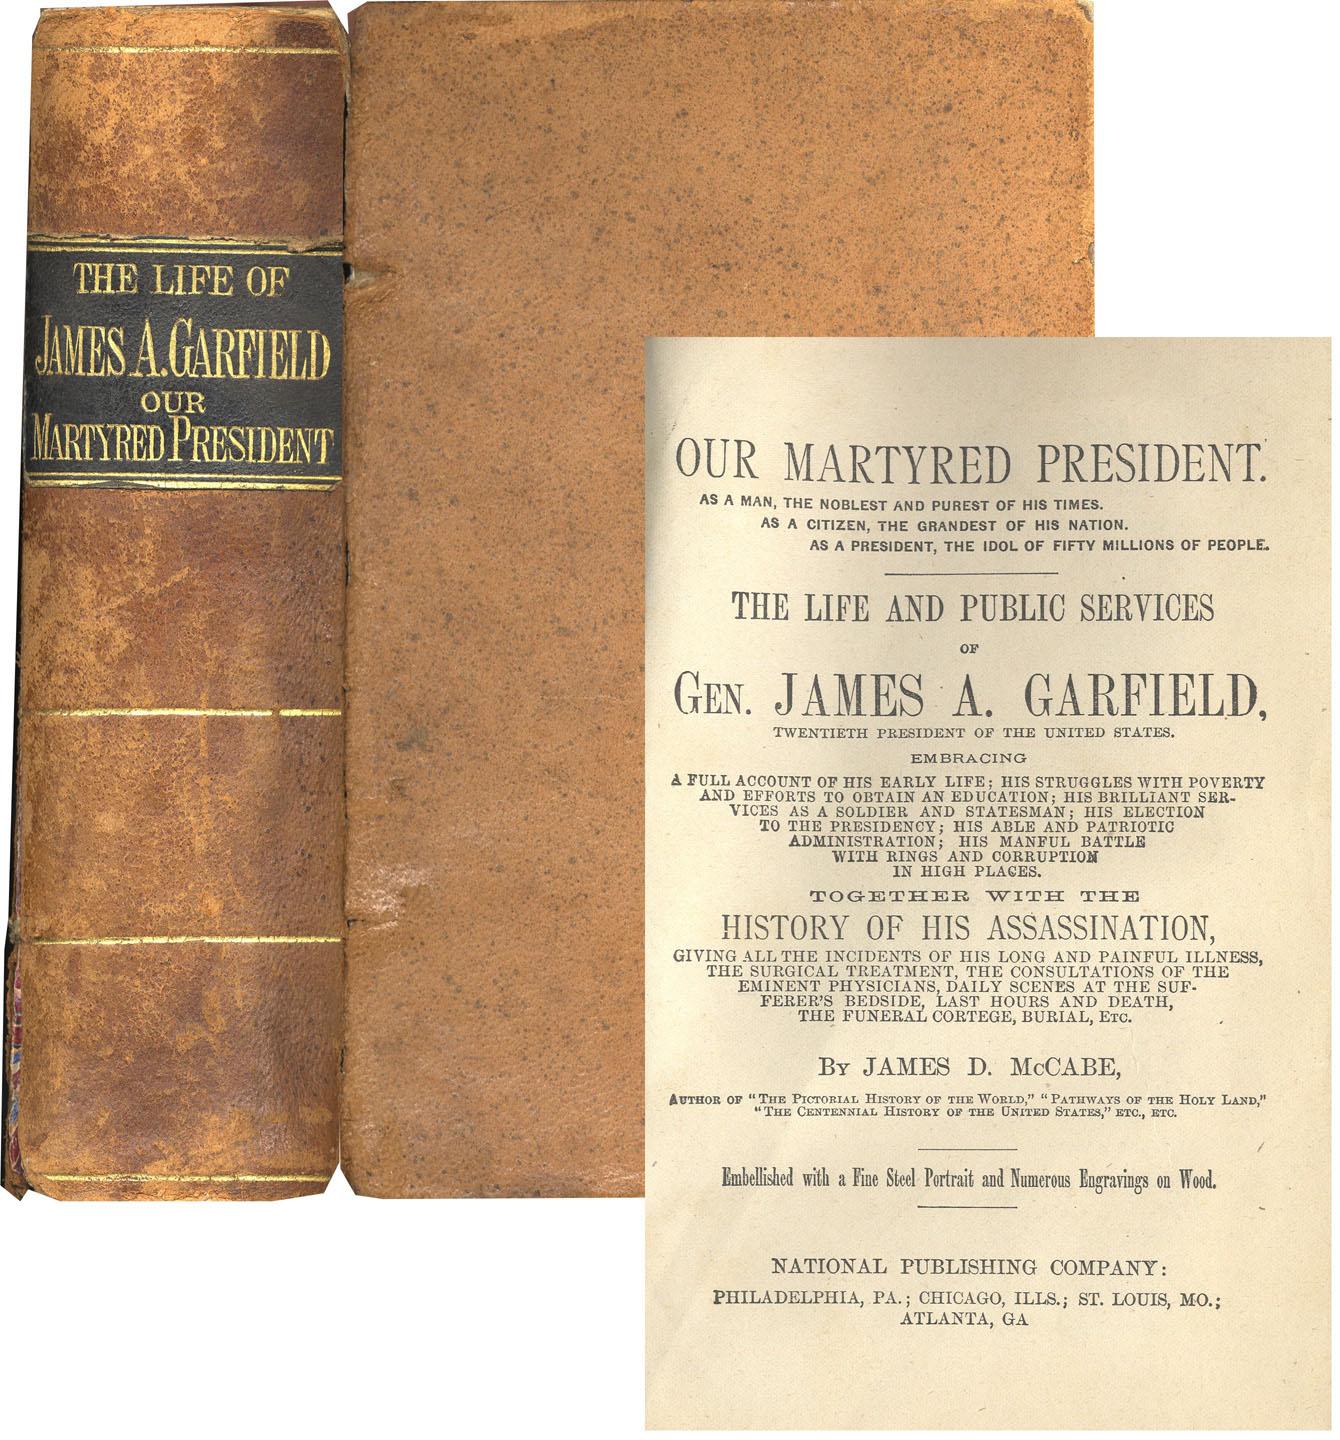 THE LIFE OF
JAMES A. GARFIELD
OUR
MARTYRED PRESIDENT
OUR MARTYRED PRESIDENT.
AS A MAN, THE NOBLEST AND PUREST OF HIS TIMES.
AS A CITIZEN, THE GRANDEST OF HIS NATION.
AS A PRESIDENT, THE IDOL OF FIFTY MILLIONS OF PEOPLE.
THE LIFE AND PUBLIC SERVICES
OF
GEN. JAMES A. GARFIELD,
TWENTIETH PRESIDENT OF THE UNITED STATES.
EMBRACING
A FULL ACCOUNT OF HIS EARLY LIFE; HIS STRUGGLES WITH POVERTY
AND EFFORTS TO OBTAIN AN EDUCATION; HIS BRILLIANT SER-
VICES AS A SOLDIER AND STATESMAN; HIS ELECTION
TO THE PRESIDENCY; HIS ABLE AND PATRIOTIC
ADMINISTRATION; HIS MANFUL BATTLE
WITH RINGS AND CORRUPTION
IN HIGH PLACES.
TOGETHER WITH THE
HISTORY OF HIS ASSASSINATION,
GIVING ALL THE INCIDENTS OF HIS LONG AND PAINFUL ILLNESS,
THE SURGICAL TREATMENT, THE CONSULTATIONS OF THE
EMINENT PHYSICIANS, DAILY SCENES AT THE SUF-
FERER'S BEDSIDE, LAST HOURS AND DEATH,
THE FUNERAL CORTEGE, BURIAL, ETC.
BY JAMES D. McCABE,
AUTHOR OF "THE PICTORIAL HISTORY OF THE WORLD," "PATHWAYS OF THE HOLY LAND,"
"THE CENTENNIAL HISTORY OF THE UNITED STATES," ETC., ETC.
Embellished with a Fine Steel Portrait and Numerous Engravings on Wood.
NATIONAL PUBLISHING COMPANY:
PHILADELPHIA, PA.; CHICAGO, ILLS.; ST. LOUIS, MO.;
ATLANTA, GA